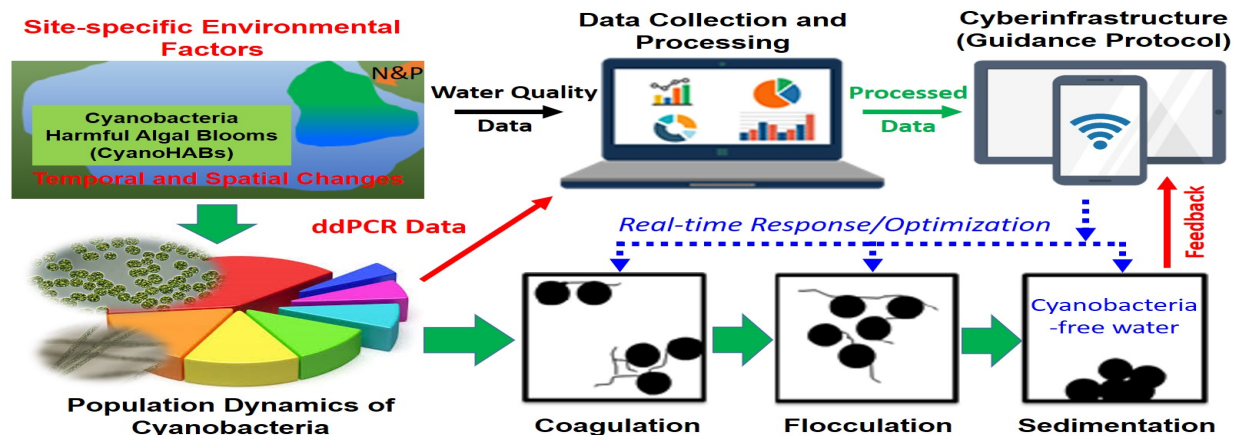 Site-specific Environmental
Factors
N&P
Cyanobacteria
Harmful Algal Blooms
(CyanoHABs)
Temporal and Spatial Changes
Water Quality
Data
Data Collection and
Processing
Processed
Data
Cyberinfrastructure
(Guidance Protocol)
ddPCR Data
Real-time Response/Optimization
Feedback
Population Dynamics of
Cyanobacteria
Coagulation
Flocculation
Cyanobacteria
-free water
Sedimentation